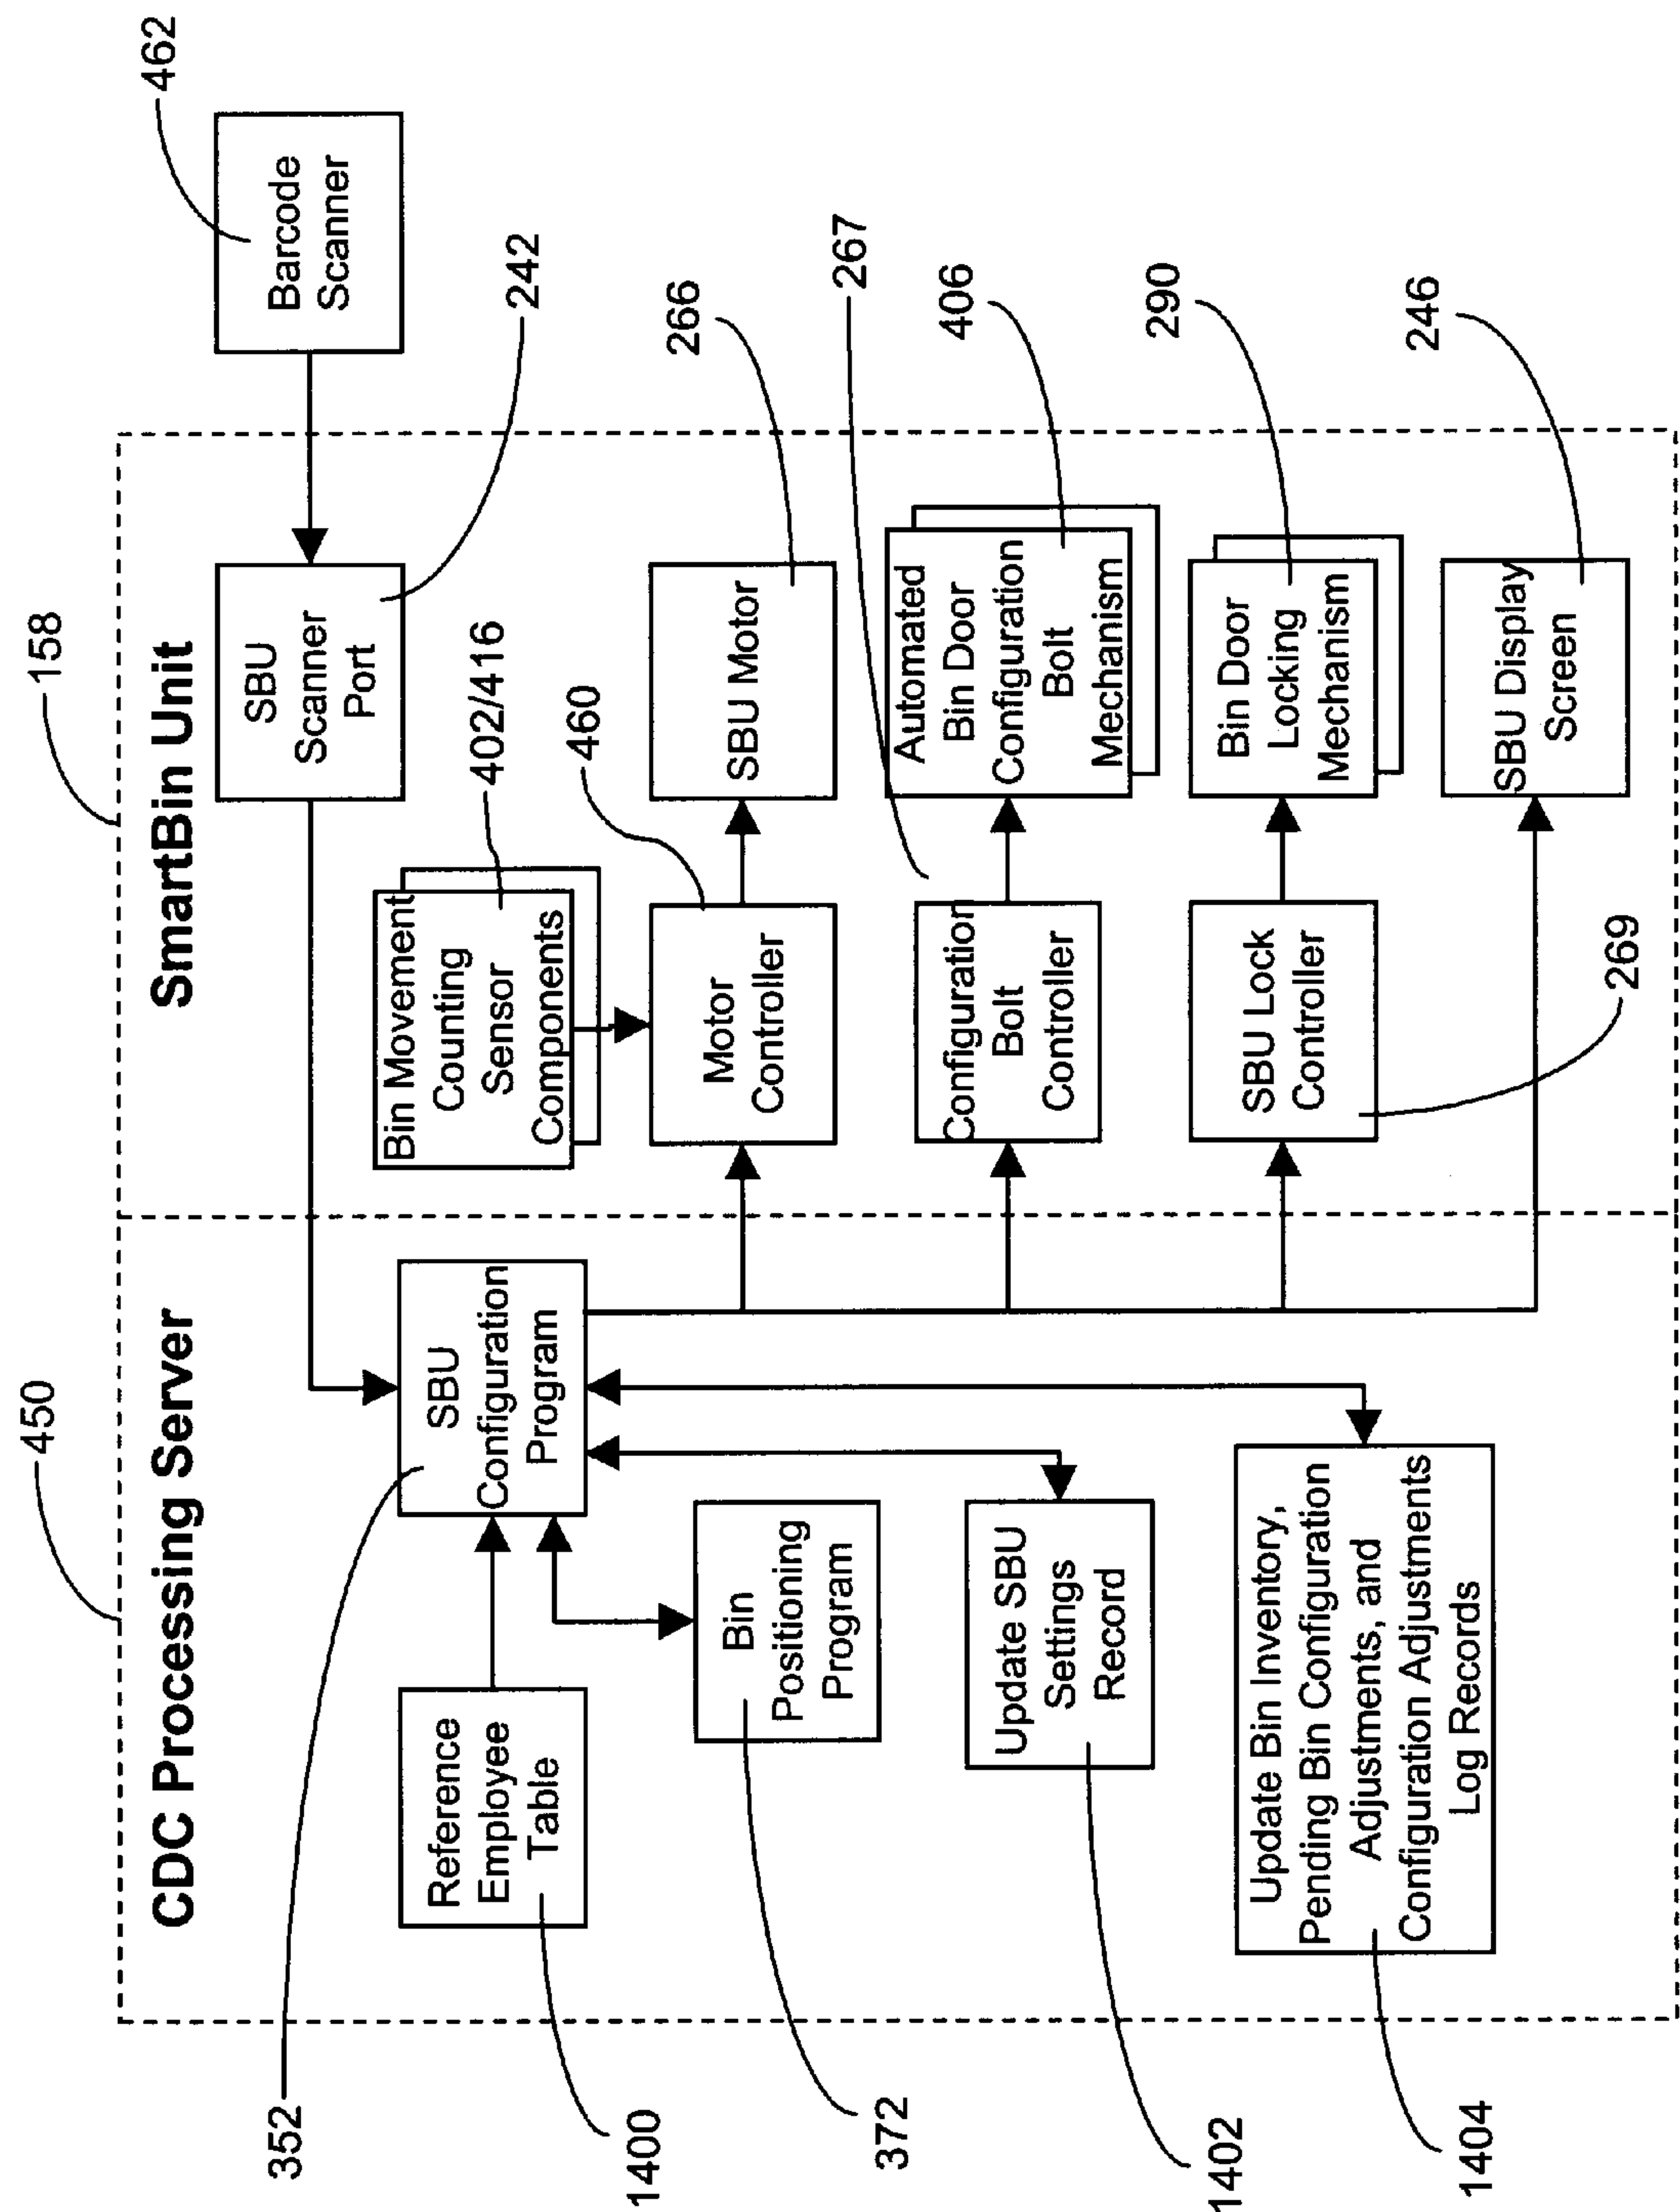 450
158
462
CDC Processing Server
SmartBin Unit
Barcode
Scanner
SBU
Scanner
Port
242
352
Reference
Employee
Table
1400
SBU
Configuration
Program
Bin Movement
Counting
Sensor
Components
402/416
460
Motor
Controller
SBU Motor
266
Bin
Positioning
Program
372
267
Configuration
Bolt
Controller
Automated
Bin Door
Configuration
Bolt
Mechanism
406
Update SBU
Settings
Record
1402
SBU Lock
Controller
269
Bin Door
Locking
Mechanism
290
Update Bin Inventory,
Pending Bin Configuration
Adjustments, and
Configuration Adjustments
Log Records
1404
SBU Display
Screen
246